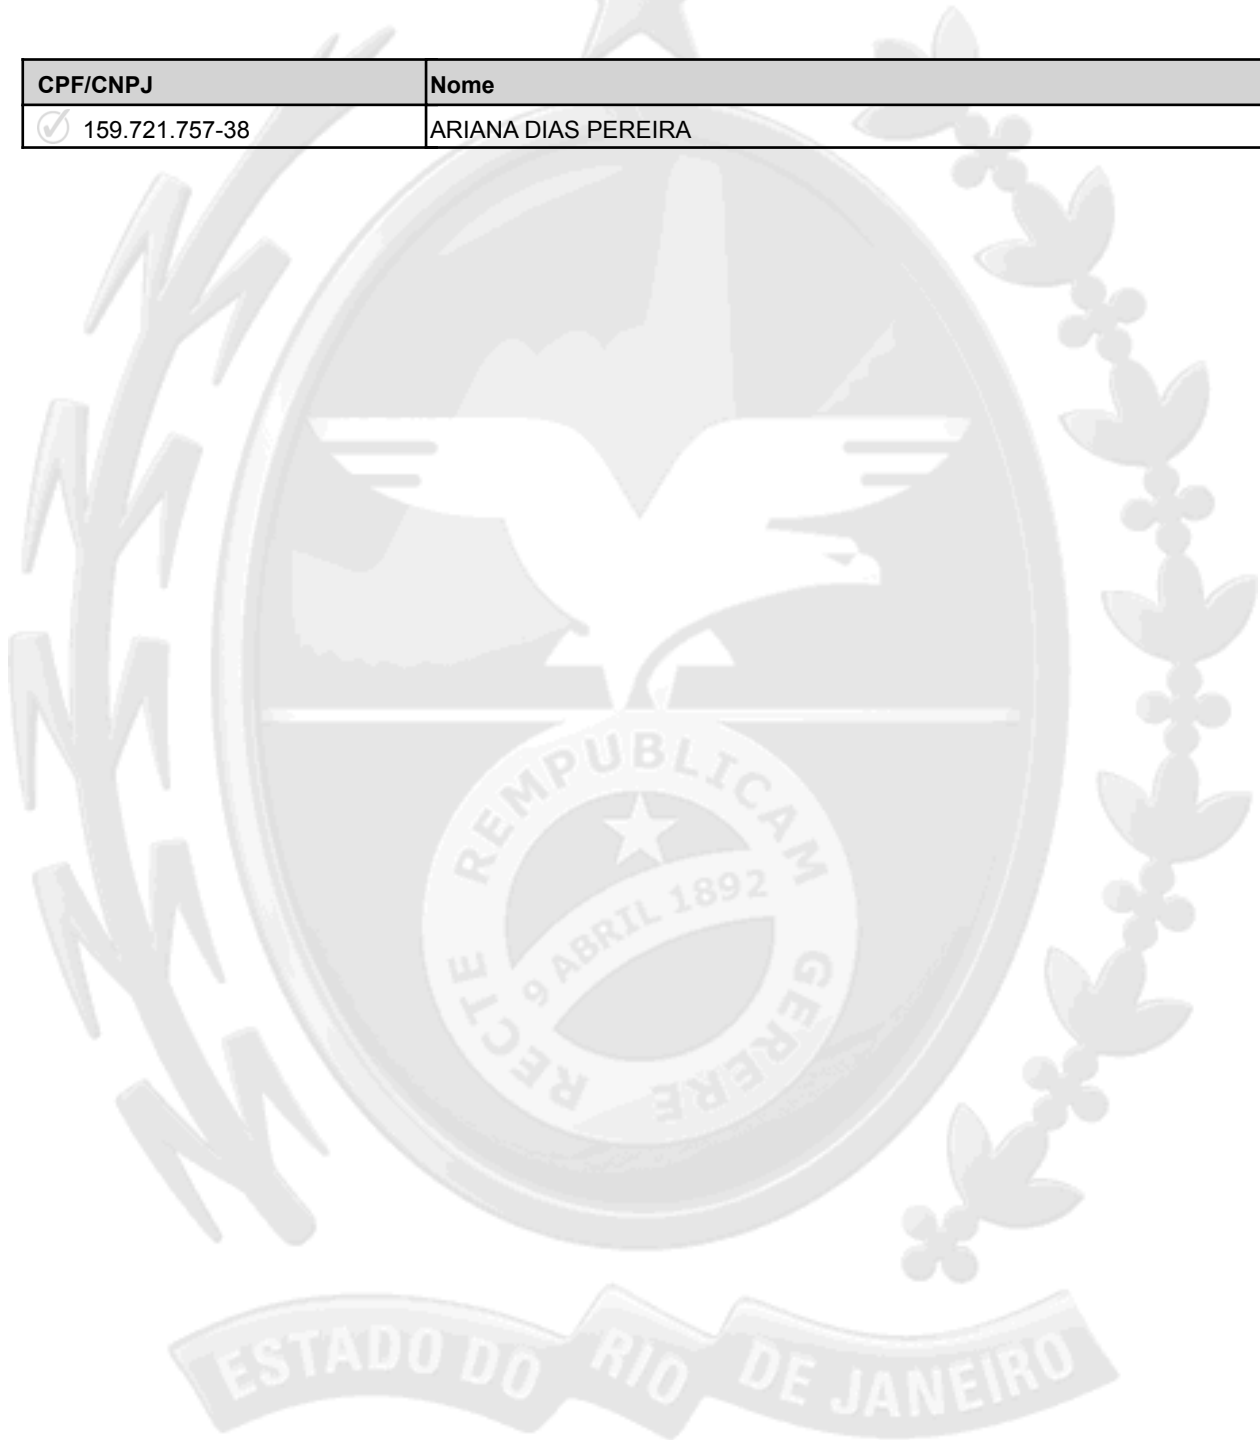 CPF/CNPJ Nome
159.721.757-38 ARIANA DIAS PEREIRA
REMPUBLICAM
9 ABRIL 1892
RECTE GERERE
ESTADO DO RIO DE JANEIRO